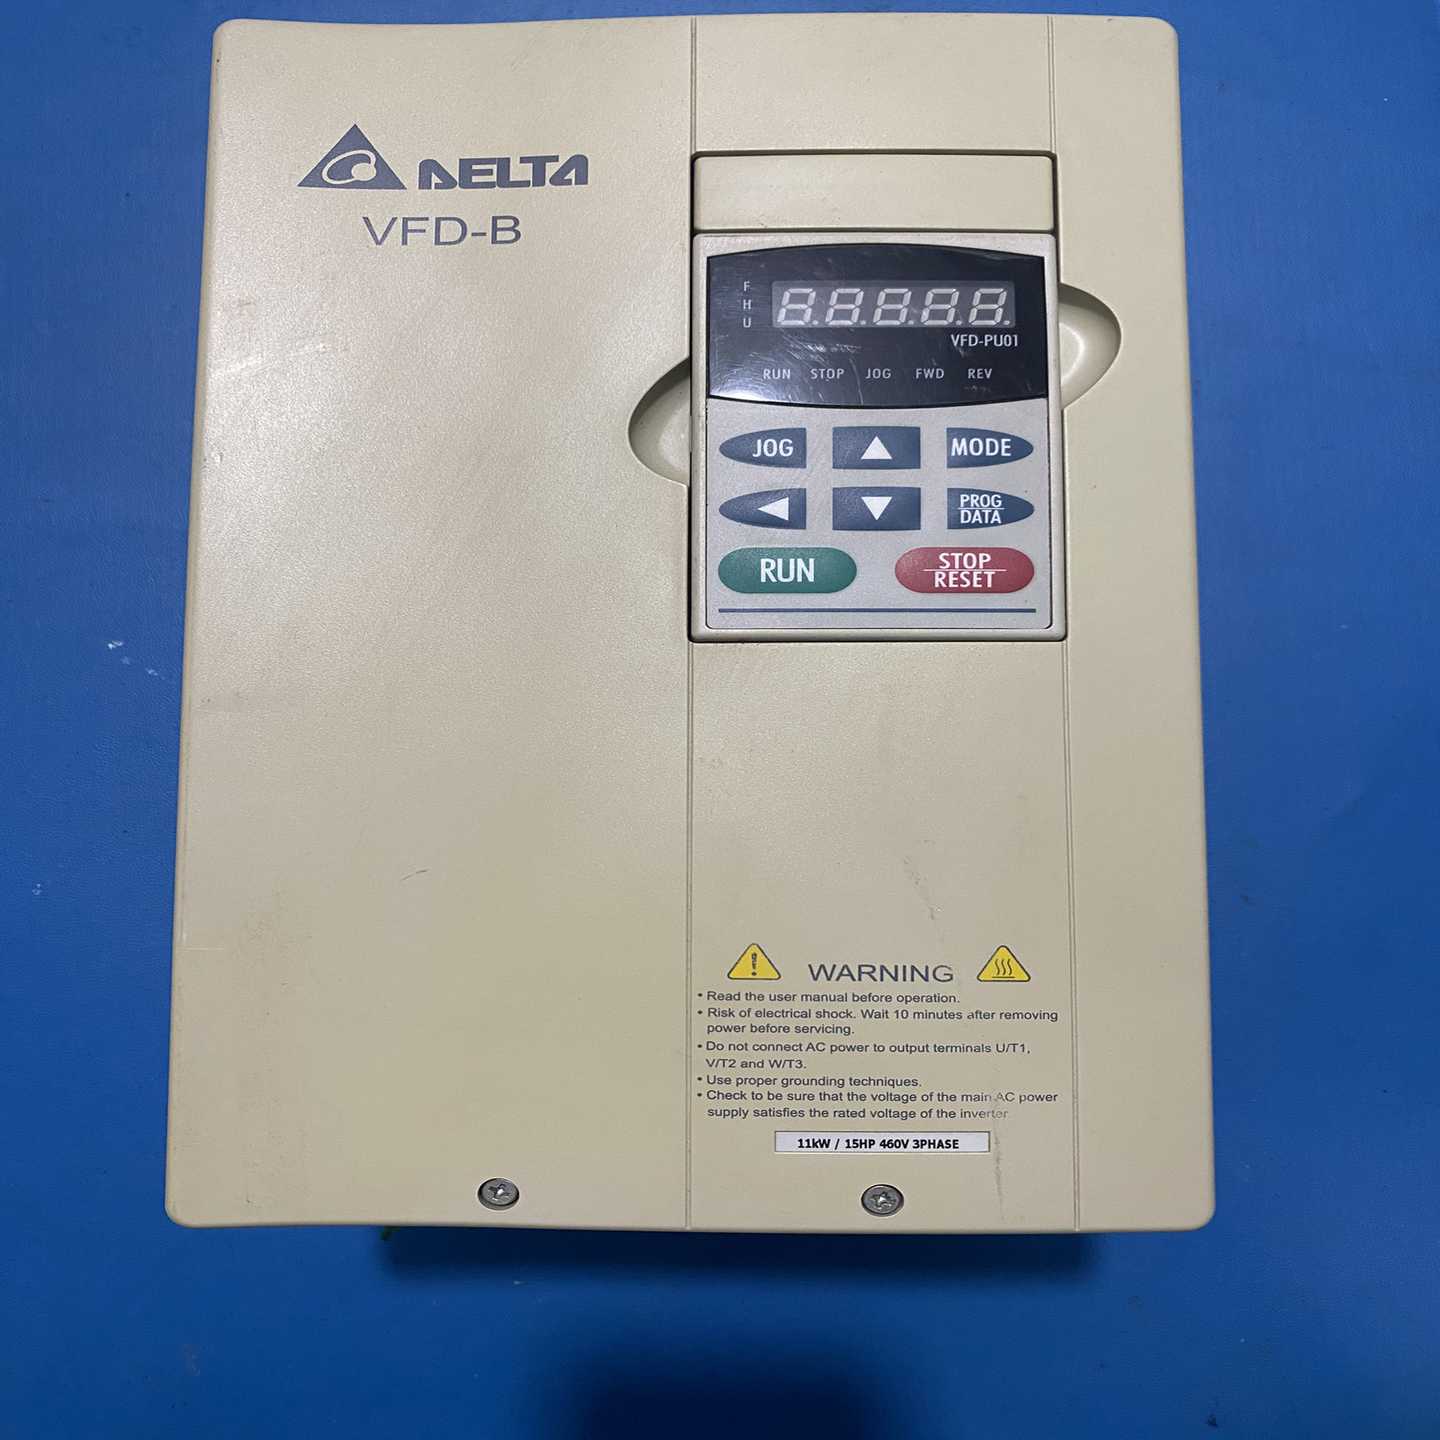 DELTA
VFD-B
F
H
U
8.8.8.8.8.
VFD-PU01
RUN STOP JOG FWD REV
JOG
MODE
PROG
DATA
RUN
STOP
RESET
WARNING
• Read the user manual before operation.
• Risk of electrical shock. Wait 10 minutes after removing
power before servicing.
• Do not connect AC power to output terminals U/T1,
V/T2 and W/T3.
• Use proper grounding techniques.
• Check to be sure that the voltage of the main AC power
supply satisfies the rated voltage of the inverter.
11kW / 15HP 460V 3PHASE